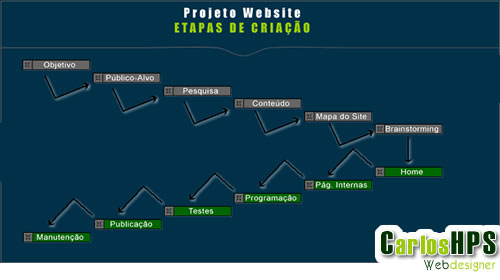 Projeto Website
ETAPAS DE CRIAÇÃO
Objetivo
Público-Alvo
Pesquisa
Conteúdo
Mapa do Site
Brainstorming
Home
Pág. Internas
Programação
Testes
Publicação
Manutenção
CarlosHPS
Webdesigner